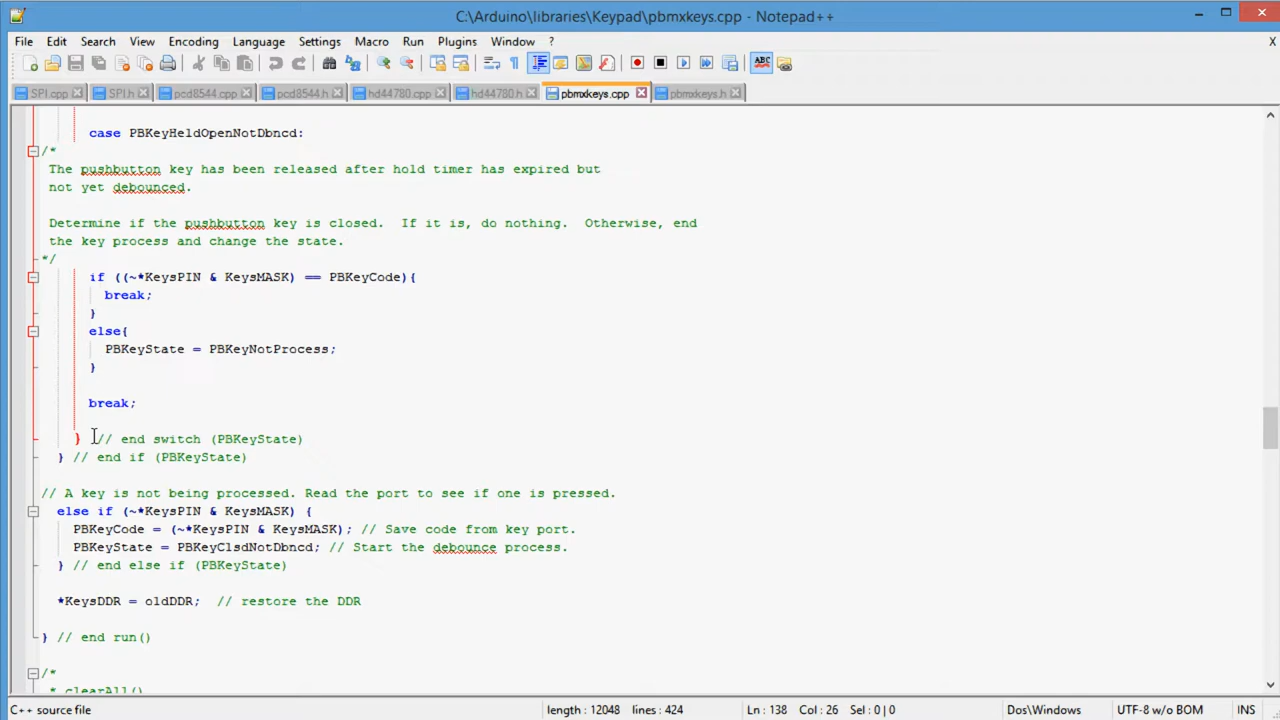 C:\Arduino\libraries\Keypad\pbmxkeys.cpp - Notepad++
File Edit Search View Encoding Language Settings Macro Run Plugins Window ? X
ABC
SPI.cpp SPI.h pcd8544.cpp pcd8544.h hd44780.cpp hd44780.h pbmxkeys.cpp pbmxkeys.h
case PBKeyHeldOpenNotDbncd:
/*
The pushbutton key has been released after hold timer has expired but
not yet debounced.
Determine if the pushbutton key is closed.  If it is, do nothing.  Otherwise, end
the key process and change the state.
*/
if ((~*KeysPIN & KeysMASK) == PBKeyCode){
break;
}
else{
PBKeyState = PBKeyNotProcess;
}
break;
} // end switch (PBKeyState)
} // end if (PBKeyState)
// A key is not being processed. Read the port to see if one is pressed.
else if (~*KeysPIN & KeysMASK) {
PBKeyCode = (~*KeysPIN & KeysMASK); // Save code from key port.
PBKeyState = PBKeyClsdNotDbncd; // Start the debounce process.
} // end else if (PBKeyState)
*KeysDDR = oldDDR;  // restore the DDR
} // end run()
/*
* clearAll()
C++ source file length : 12048 lines : 424 Ln : 138 Col : 26 Sel : 0 | 0 Dos\Windows UTF-8 w/o BOM INS